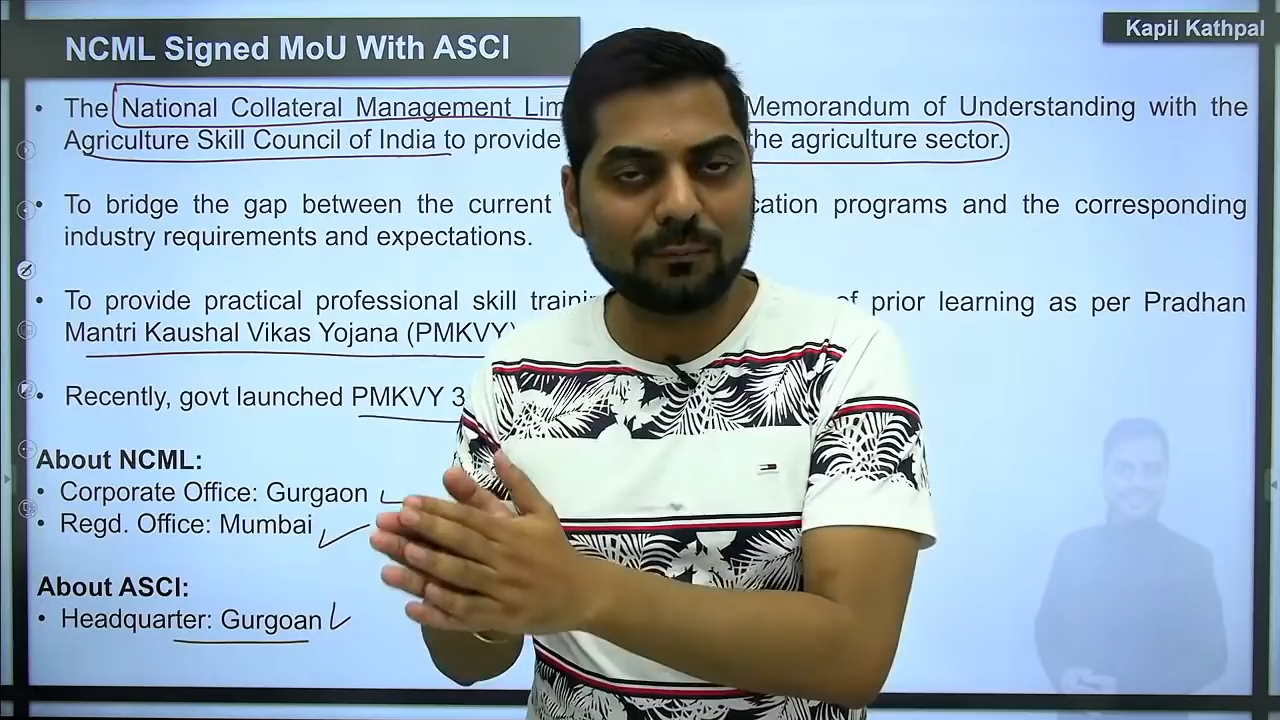 NCML Signed MoU With ASCI
Kapil Kathpal
• The National Collateral Management Memorandum of Understanding with the
Agriculture Skill Council of India to provide the agriculture sector.
• To bridge the gap between the current programs and the corresponding
industry requirements and expectations.
• To provide practical professional skill of prior learning as per Pradhan
Mantri Kaushal Vikas Yojana (PMKVY)
• Recently, govt launched PMKVY 3
About NCML:
• Corporate Office: Gurgaon
• Regd. Office: Mumbai
About ASCI:
• Headquarter: Gurgoan